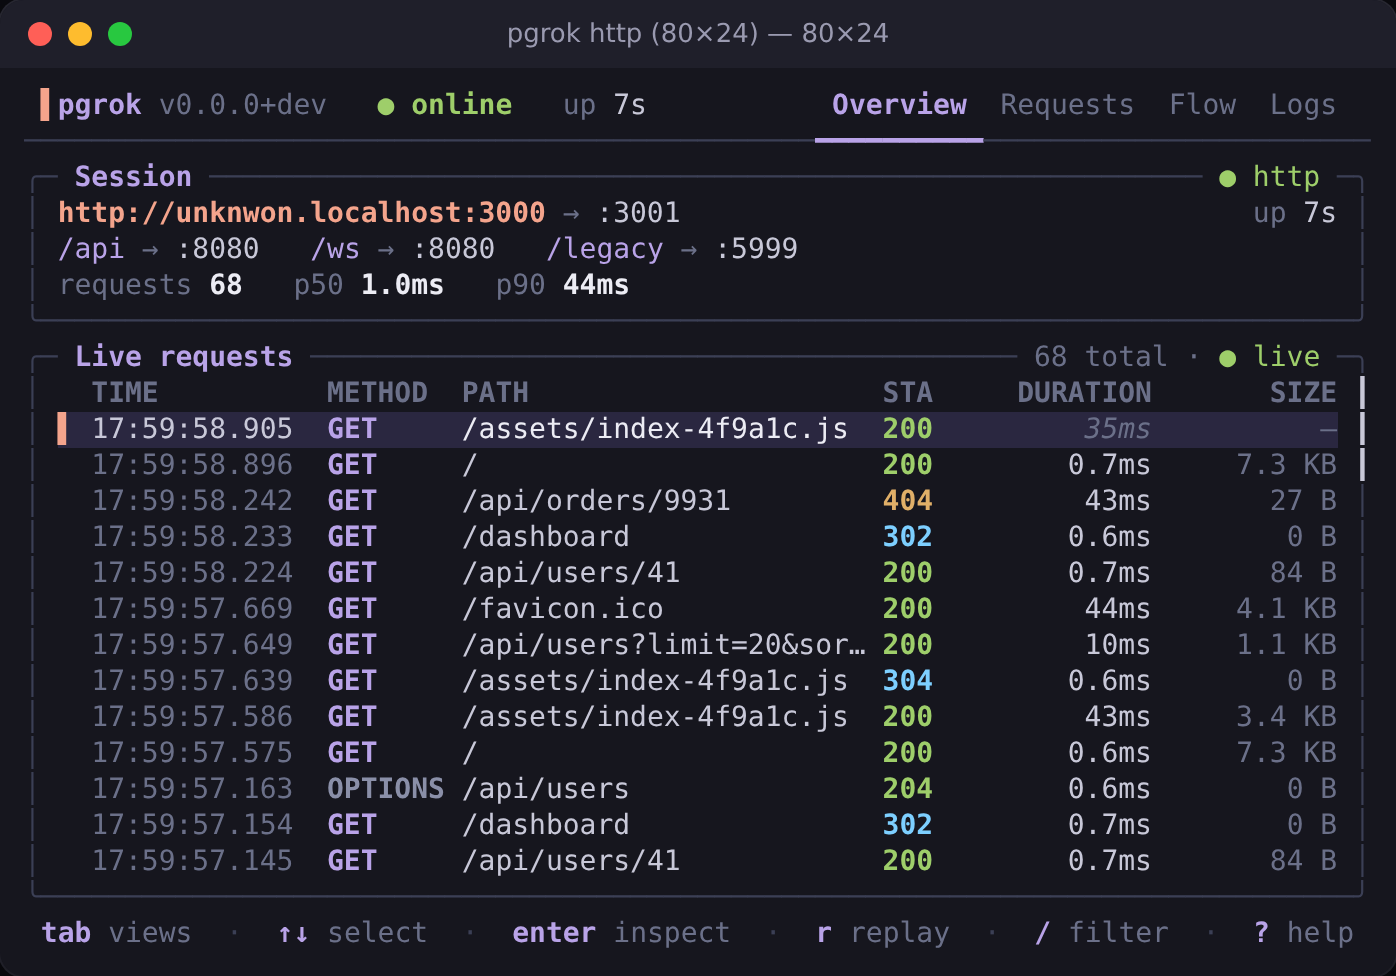 pgrok http (80×24) — 80×24
pgrok v0.0.0+dev ● online up 7s Overview Requests Flow Logs
Session ● http
http://unknwon.localhost:3000 → :3001 up 7s
/api → :8080 /ws → :8080 /legacy → :5999
requests 68 p50 1.0ms p90 44ms
Live requests 68 total · ● live
TIME METHOD PATH STA DURATION SIZE
17:59:58.905 GET /assets/index-4f9a1c.js 200 35ms —
17:59:58.896 GET / 200 0.7ms 7.3 KB
17:59:58.242 GET /api/orders/9931 404 43ms 27 B
17:59:58.233 GET /dashboard 302 0.6ms 0 B
17:59:58.224 GET /api/users/41 200 0.7ms 84 B
17:59:57.669 GET /favicon.ico 200 44ms 4.1 KB
17:59:57.649 GET /api/users?limit=20&sor… 200 10ms 1.1 KB
17:59:57.639 GET /assets/index-4f9a1c.js 304 0.6ms 0 B
17:59:57.586 GET /assets/index-4f9a1c.js 200 43ms 3.4 KB
17:59:57.575 GET / 200 0.6ms 7.3 KB
17:59:57.163 OPTIONS /api/users 204 0.6ms 0 B
17:59:57.154 GET /dashboard 302 0.7ms 0 B
17:59:57.145 GET /api/users/41 200 0.7ms 84 B
tab views · ↑↓ select · enter inspect · r replay · / filter · ? help